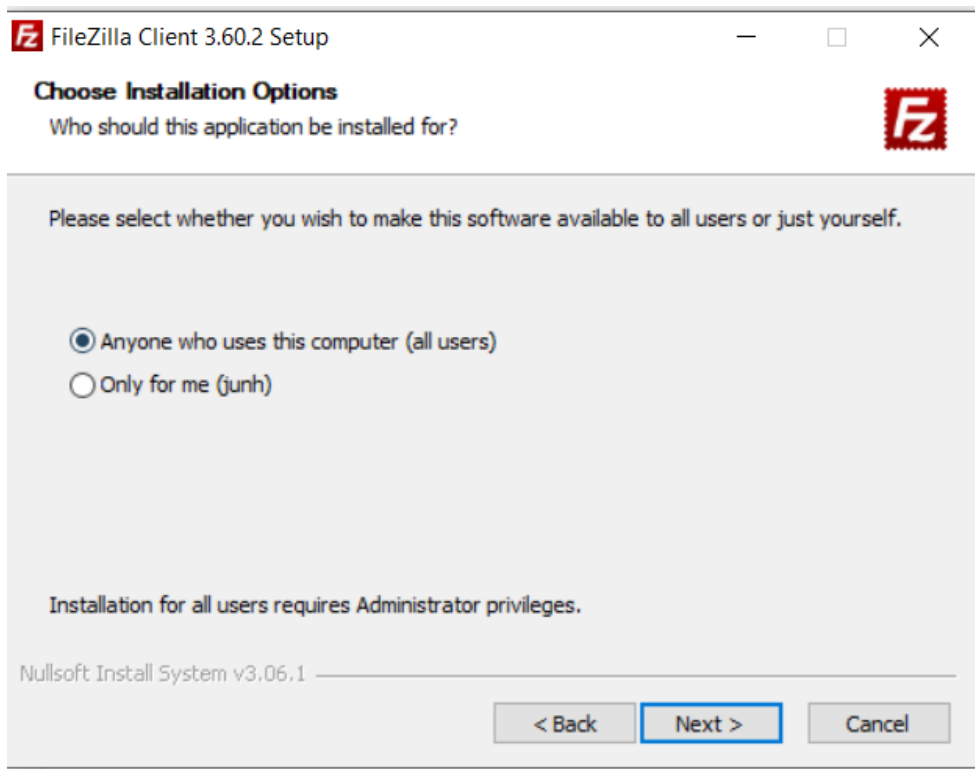 Fz FileZilla Client 3.60.2 Setup
Choose Installation Options
Who should this application be installed for?
Fz
Please select whether you wish to make this software available to all users or just yourself.
Anyone who uses this computer (all users)
Only for me (junh)
Installation for all users requires Administrator privileges.
Nullsoft Install System v3.06.1
< Back Next > Cancel